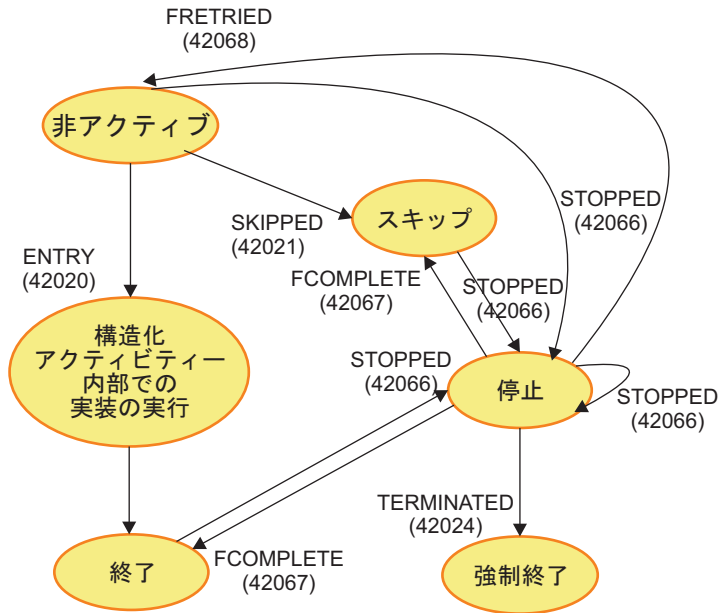 FRETRIED
(42068)
非アクティブ
STOPPED
(42066)
スキップ
SKIPPED
(42021)
ENTRY
(42020)
FCOMPLETE
(42067)
STOPPED
(42066)
構造化
アクティビティー
内部での
実装の実行
STOPPED
(42066)
停止
STOPPED
(42066)
TERMINATED
(42024)
終了
FCOMPLETE
(42067)
強制終了